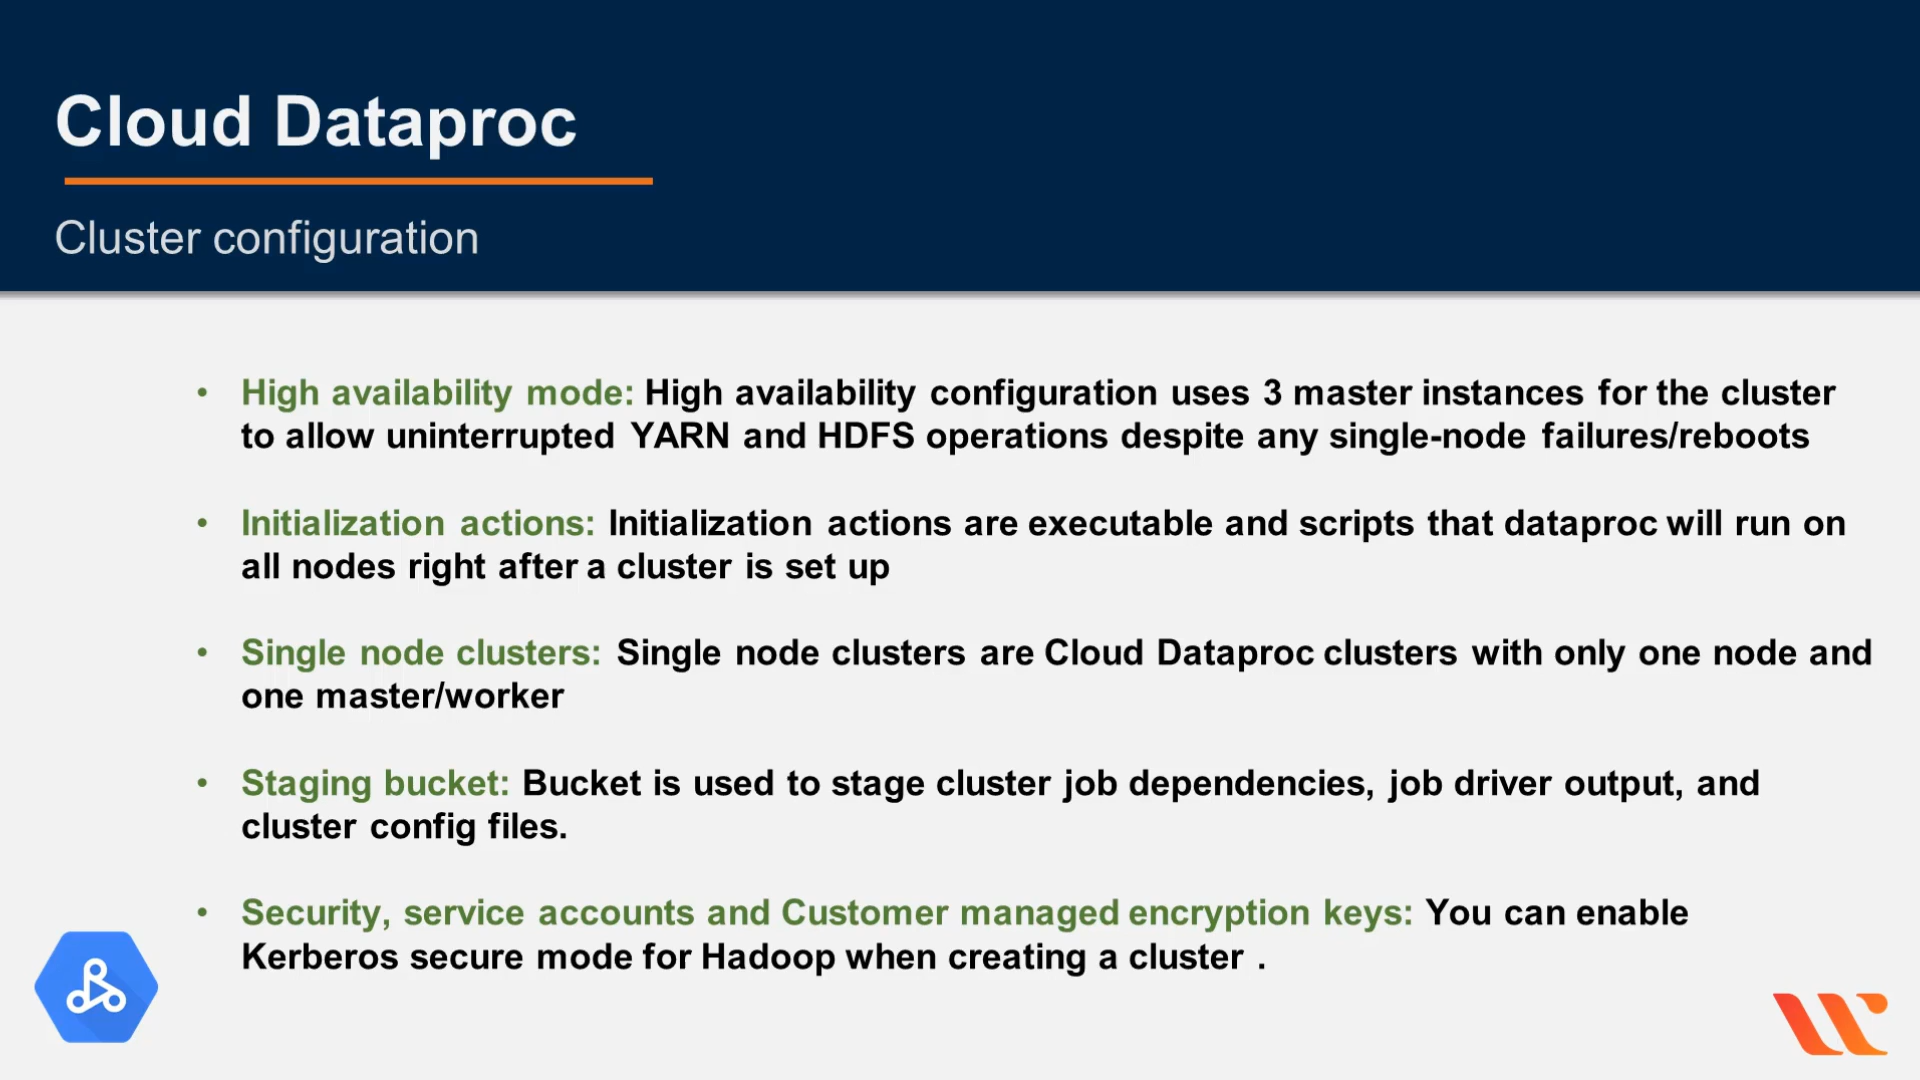 Cloud Dataproc
Cluster configuration
• High availability mode: High availability configuration uses 3 master instances for the cluster
to allow uninterrupted YARN and HDFS operations despite any single-node failures/reboots
• Initialization actions: Initialization actions are executable and scripts that dataproc will run on
all nodes right after a cluster is set up
• Single node clusters: Single node clusters are Cloud Dataproc clusters with only one node and
one master/worker
• Staging bucket: Bucket is used to stage cluster job dependencies, job driver output, and
cluster config files.
• Security, service accounts and Customer managed encryption keys: You can enable
Kerberos secure mode for Hadoop when creating a cluster .